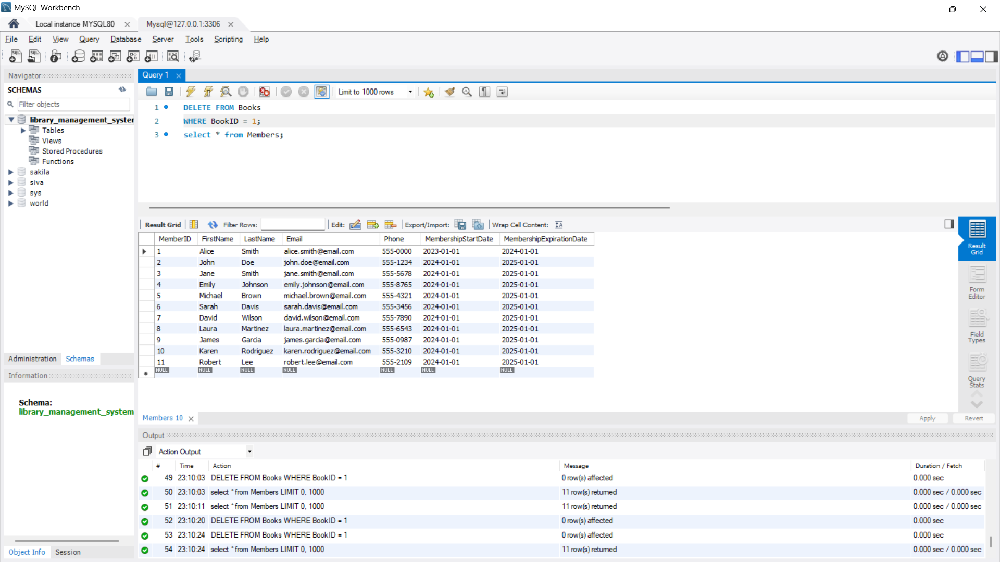 MySQL Workbench
Local instance MYSQL80
Mysql@127.0.0.1:3306
File Edit View Query Database Server Tools Scripting Help
Navigator
SCHEMAS
Filter objects
library_management_syster
Tables
Views
Stored Procedures
Functions
sakila
siva
sys
world
Administration Schemas
Information
Schema:
library_management_system
Object Info Session
Query 1
Limit to 1000 rows
1 DELETE FROM Books
2 WHERE BookID = 1;
3 select * from Members;
Result Grid Filter Rows: Edit: Export/Import: Wrap Cell Content:
MemberID FirstName LastName Email Phone MembershipStartDate MembershipExpirationDate
1 Alice Smith alice.smith@email.com 555-0000 2023-01-01 2024-01-01
2 John Doe john.doe@email.com 555-1234 2024-01-01 2025-01-01
3 Jane Smith jane.smith@email.com 555-5678 2024-01-01 2025-01-01
4 Emily Johnson emily.johnson@email.com 555-8765 2024-01-01 2025-01-01
5 Michael Brown michael.brown@email.com 555-4321 2024-01-01 2025-01-01
6 Sarah Davis sarah.davis@email.com 555-3456 2024-01-01 2025-01-01
7 David Wilson david.wilson@email.com 555-7890 2024-01-01 2025-01-01
8 Laura Martinez laura.martinez@email.com 555-6543 2024-01-01 2025-01-01
9 James Garcia james.garcia@email.com 555-0987 2024-01-01 2025-01-01
10 Karen Rodriguez karen.rodriguez@email.com 555-3210 2024-01-01 2025-01-01
11 Robert Lee robert.lee@email.com 555-2109 2024-01-01 2025-01-01
NULL NULL NULL NULL NULL NULL NULL
Result
Grid
Form
Editor
Field
Types
Query
Stats
Members 10
Apply Revert
Output
Action Output
# Time Action Message Duration / Fetch
49 23:10:03 DELETE FROM Books WHERE BookID = 1 0 row(s) affected 0.000 sec
50 23:10:03 select * from Members LIMIT 0, 1000 11 row(s) returned 0.000 sec / 0.000 sec
51 23:10:11 select * from Members LIMIT 0, 1000 11 row(s) returned 0.000 sec / 0.000 sec
52 23:10:20 DELETE FROM Books WHERE BookID = 1 0 row(s) affected 0.000 sec
53 23:10:24 DELETE FROM Books WHERE BookID = 1 0 row(s) affected 0.000 sec
54 23:10:24 select * from Members LIMIT 0, 1000 11 row(s) returned 0.000 sec / 0.000 sec